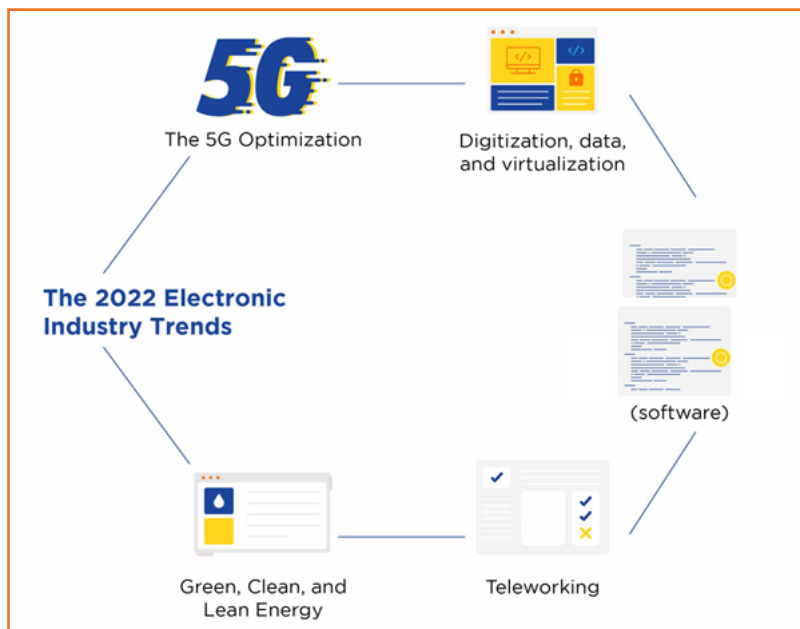 5G
The 5G Optimization
</>
</>
Digitization, data,
and virtualization
The 2022 Electronic
Industry Trends
(software)
Green, Clean, and
Lean Energy
Teleworking